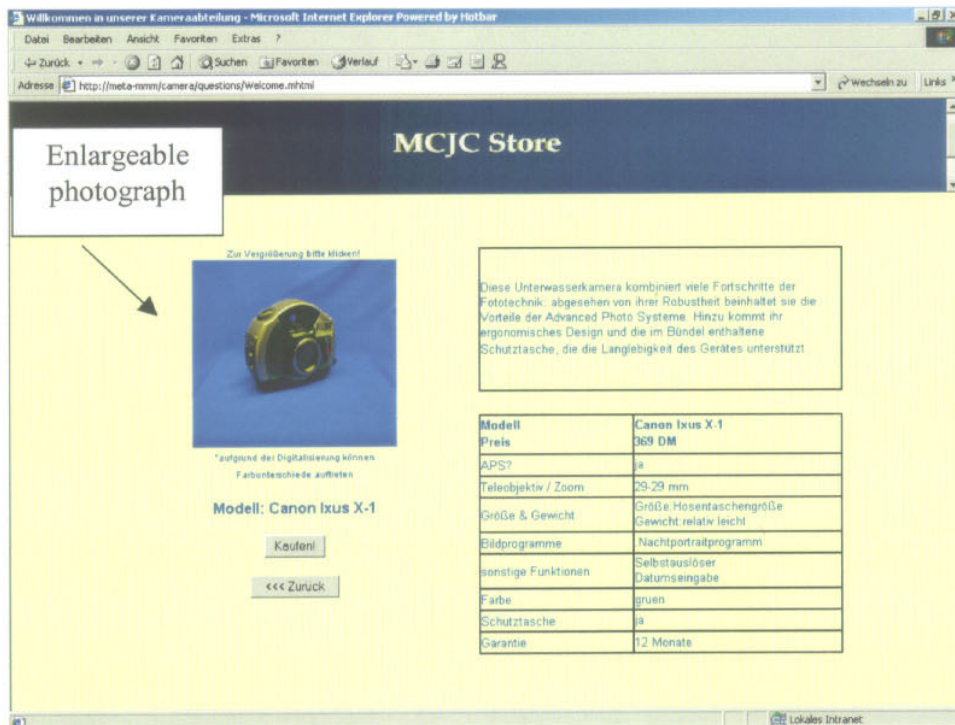 Willkommen in unserer Kameraabteilung - Microsoft Internet Explorer Powered by Hotbar
Datei Bearbeiten Ansicht Favoriten Extras ?
Zurück Suchen Favoriten Verlauf
Adresse http://meta-mmm/camera/questions/Welcome.mhtml Wechseln zu Links
MCJC Store
Enlargeable
photograph
Zur Vergrößerung bitte klicken!
*aufgrund der Digitalisierung können
Farbunterschiede auftreten
Modell: Canon Ixus X-1
Kaufen!
<<< Zurück
Diese Unterwasserkamera kombiniert viele Fortschritte der
Fototechnik: abgesehen von ihrer Robustheit beinhaltet sie die
Vorteile der Advanced Photo Systeme. Hinzu kommt ihr
ergonomisches Design und die im Bündel enthaltene
Schutztasche, die die Langlebigkeit des Gerätes unterstützt
Modell Canon Ixus X-1
Preis 369 DM
APS? ja
Teleobjektiv / Zoom 29-29 mm
Größe & Gewicht Größe:Hosentaschengröße
Gewicht:relativ leicht
Bildprogramme :Nachtportraitprogramm
sonstige Funktionen Selbstauslöser
Datumseingabe
Farbe gruen
Schutztasche ja
Garantie 12 Monate
Lokales Intranet